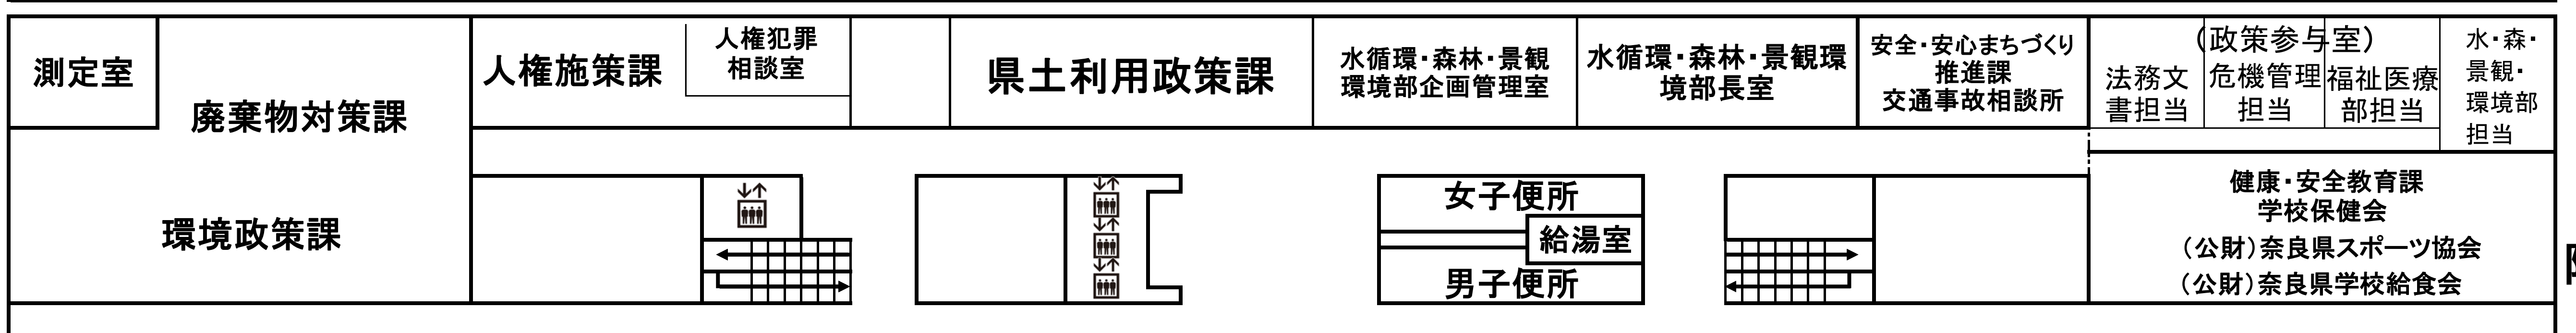 測定室
廃棄物対策課
環境政策課
人権施策課
人権犯罪
相談室
県土利用政策課
水循環・森林・景観
環境部企画管理室
水循環・森林・景観環
境部長室
安全・安心まちづくり
推進課
交通事故相談所
（政策参与室）
法務文
書担当
危機管理
担当
福祉医療
部担当
水・森・
景観・
環境部
担当
女子便所
給湯室
男子便所
健康・安全教育課
学校保健会
（公財）奈良県スポーツ協会
（公財）奈良県学校給食会